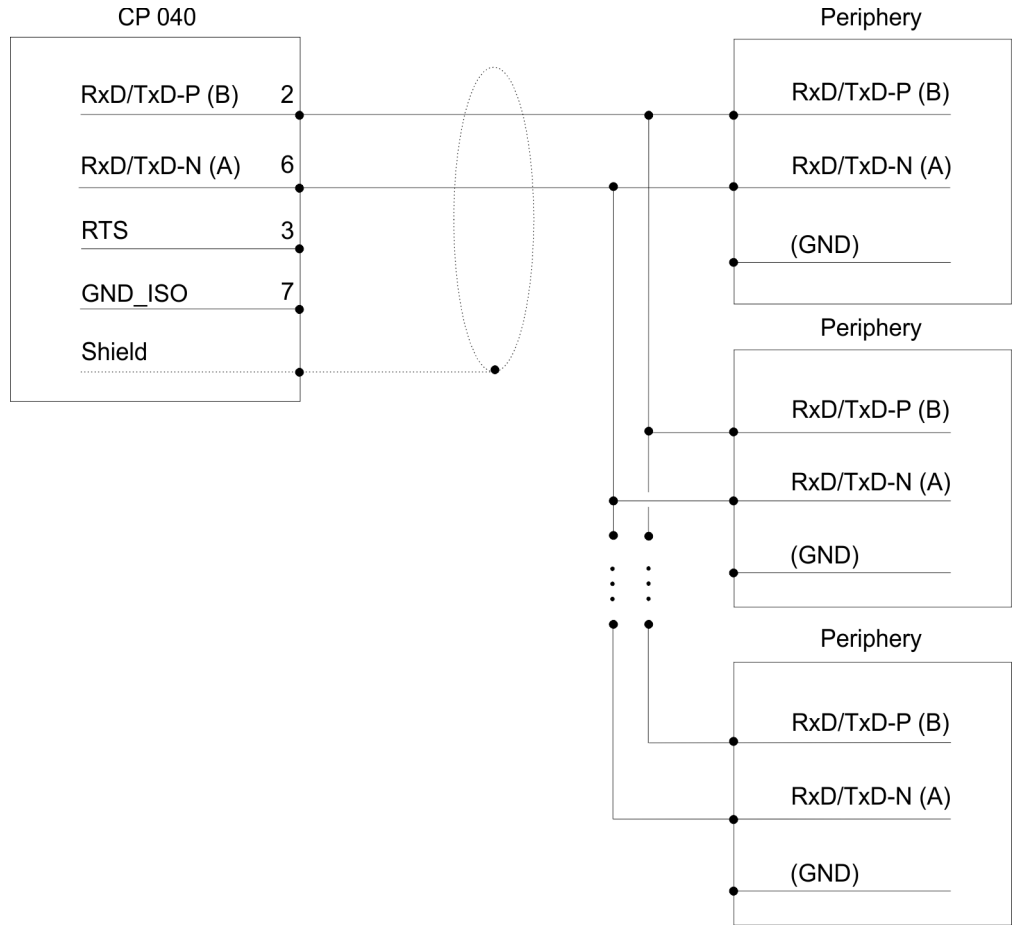 CP 040
RxD/TxD-P (B) 2
RxD/TxD-N (A) 6
RTS 3
GND_ISO 7
Shield
Periphery
RxD/TxD-P (B)
RxD/TxD-N (A)
(GND)
Periphery
RxD/TxD-P (B)
RxD/TxD-N (A)
(GND)
Periphery
RxD/TxD-P (B)
RxD/TxD-N (A)
(GND)